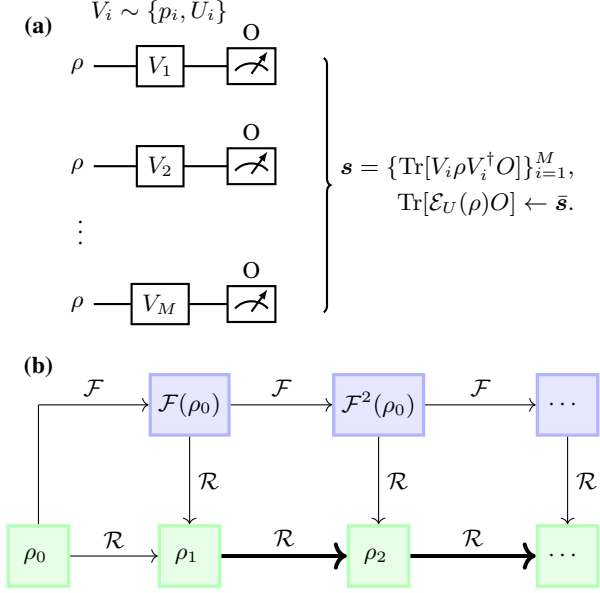 (a)
V_i ∼ {p_i, U_i}
O
ρ V_1
O
ρ V_2
⋮
O
ρ V_M
s = {Tr[V_i ρ V_i^† O]}_{i=1}^M,
Tr[ℰ_U(ρ)O] ← s̄.
(b)
ℱ ℱ(ρ_0) ℱ ℱ^2(ρ_0) ℱ ⋯
ℛ ℛ ℛ
ρ_0 ℛ ρ_1 ℛ ρ_2 ℛ ⋯